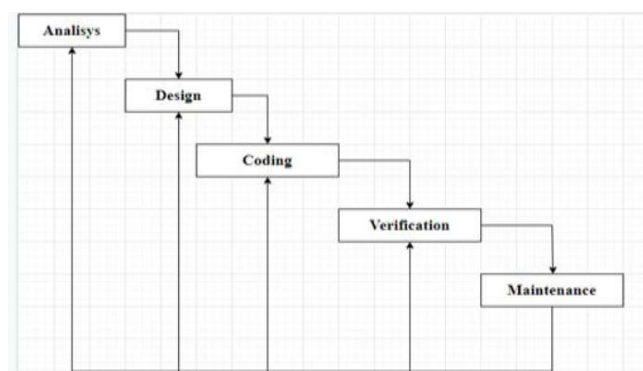 Analisys
Design
Coding
Verification
Maintenance